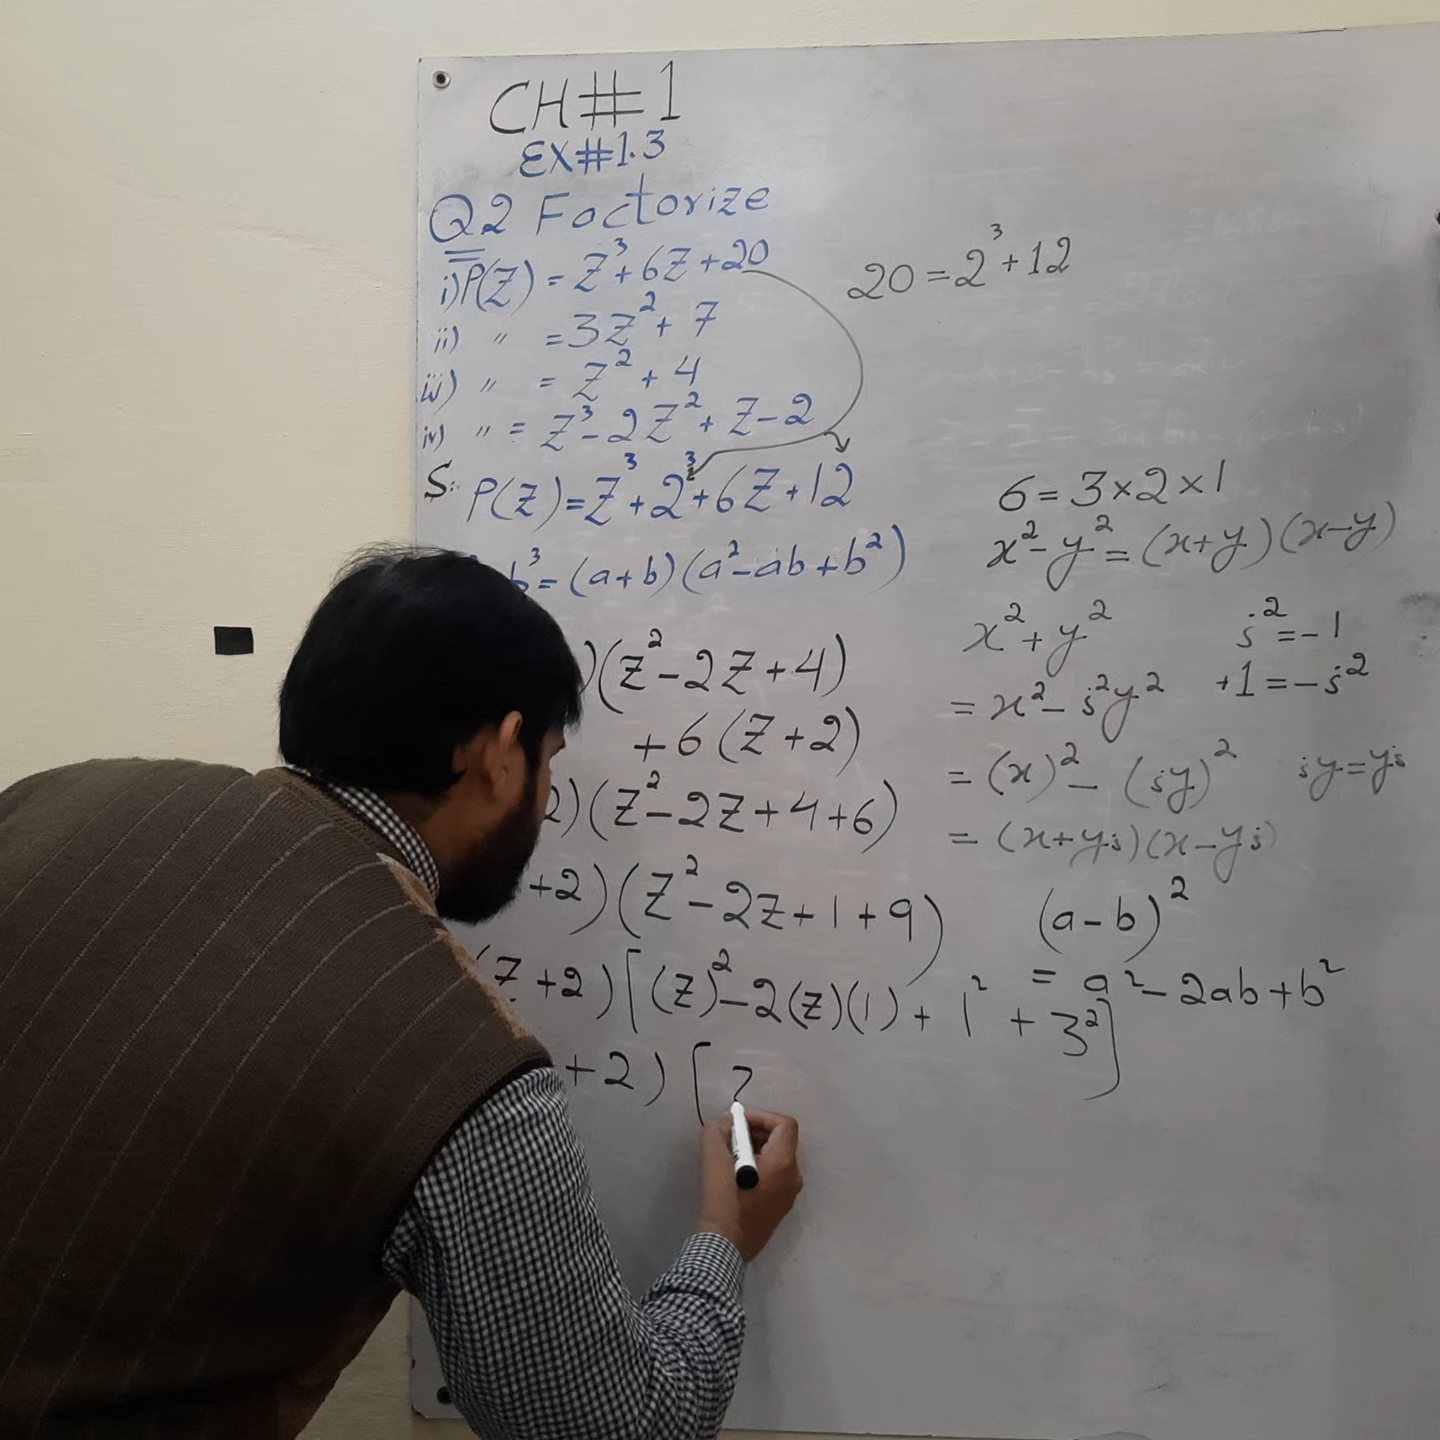 CH#1
EX#1.3
Q2 Factorize
i) P(Z) = Z³+6Z+20
ii) " = 3Z²+ 7
iii) " = Z² + 4
iv) " = Z³-2Z²+ Z-2
S: P(Z)=Z³+2³+6Z+12
b³=(a+b)(a²-ab+b²)
)(Z²-2Z+4)
+6(Z+2)
2)(Z²-2Z+4+6)
+2)(Z²-2Z+1+9)
(Z+2)[(Z)²-2(Z)(1)+1²+3²]
+2)[Z
20=2³+12
6=3×2×1
x²-y²=(x+y)(x-y)
x²+y² i²=-1
=x²-i²y² +1=-i²
=(x)²-(iy)² iy=yi
=(x+yi)(x-yi)
(a-b)²
= a²-2ab+b²